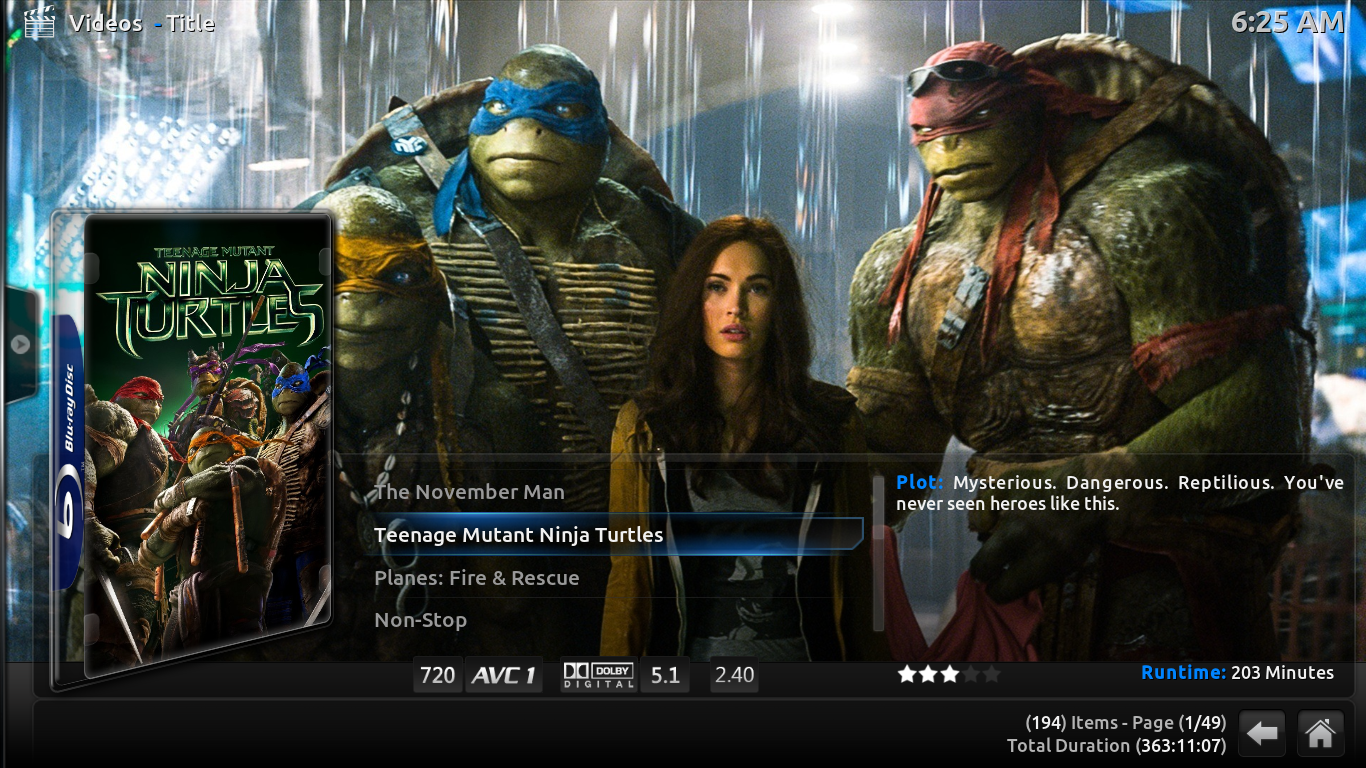 Videos - Title
6:25 AM
TEENAGE MUTANT
NINJA
TURTLES
Blu-ray Disc
The November Man
Teenage Mutant Ninja Turtles
Planes: Fire & Rescue
Non-Stop
Plot: Mysterious. Dangerous. Reptilious. You've
never seen heroes like this.
720 AVC 1 DOLBY DIGITAL 5.1 2.40
Runtime: 203 Minutes
(194) Items - Page (1/49)
Total Duration (363:11:07)